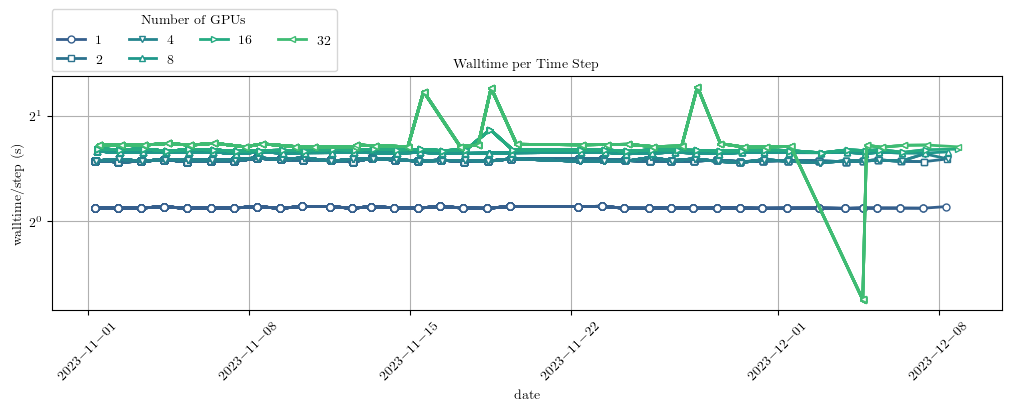 Number of GPUs
1 4 16 32
2 8
Walltime per Time Step
walltime/step (s)
2^1
2^0
2023−11−01 2023−11−08 2023−11−15 2023−11−22 2023−12−01 2023−12−08
date